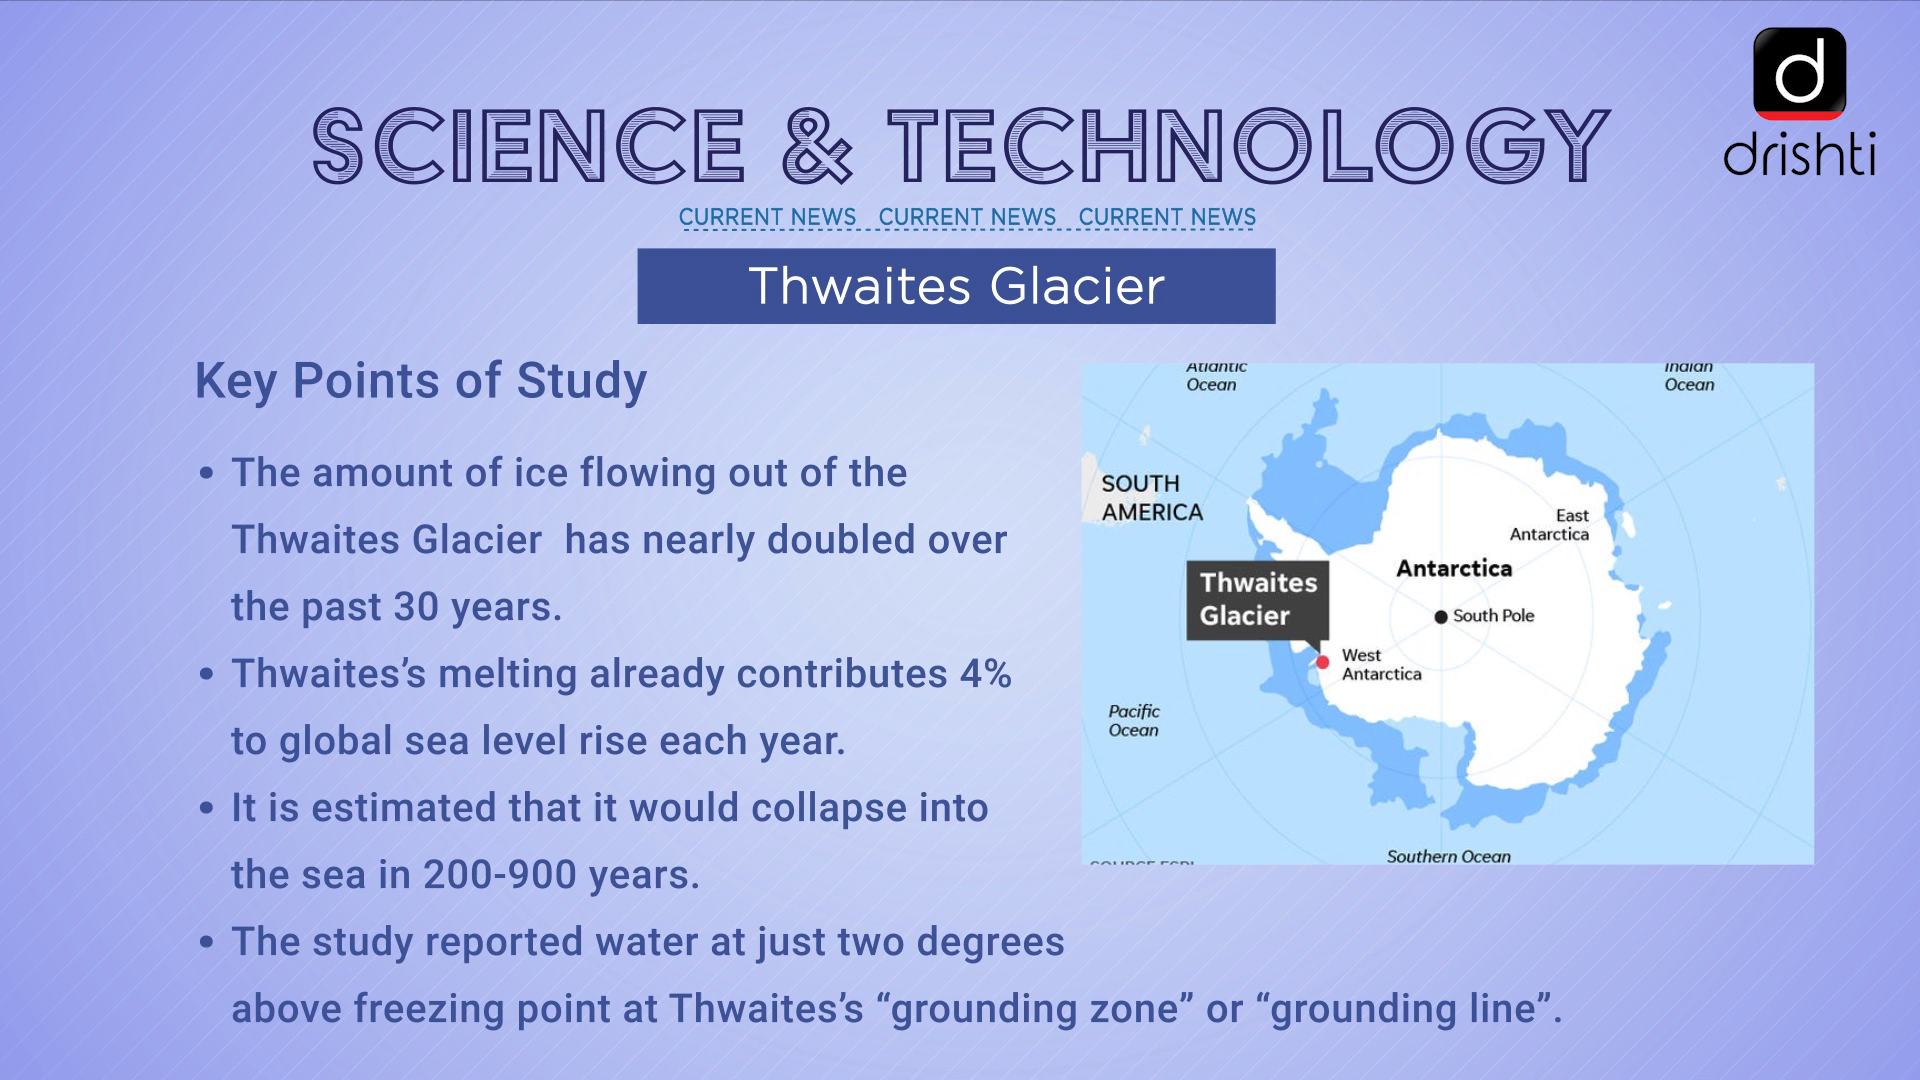 d
drishti
SCIENCE & TECHNOLOGY
CURRENT NEWS CURRENT NEWS CURRENT NEWS
Thwaites Glacier
Key Points of Study
• The amount of ice flowing out of the
Thwaites Glacier has nearly doubled over
the past 30 years.
• Thwaites’s melting already contributes 4%
to global sea level rise each year.
• It is estimated that it would collapse into
the sea in 200-900 years.
• The study reported water at just two degrees
above freezing point at Thwaites’s “grounding zone” or “grounding line”.
Atlantic
Ocean
Indian
Ocean
SOUTH
AMERICA
East
Antarctica
Antarctica
Thwaites
Glacier
South Pole
West
Antarctica
Pacific
Ocean
Southern Ocean
SOURCE ESRI